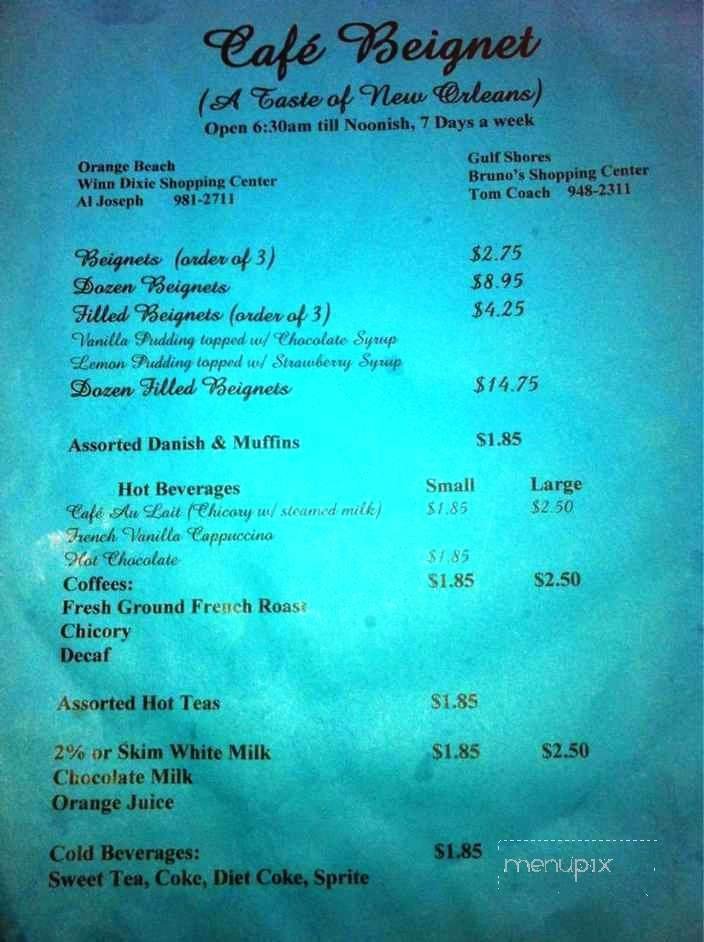 Café Beignet
(A Taste of New Orleans)
Open 6:30am till Noonish, 7 Days a week
Orange Beach
Winn Dixie Shopping Center
Al Joseph 981-2711
Gulf Shores
Bruno's Shopping Center
Tom Coach 948-2311
Beignets (order of 3) $2.75
Dozen Beignets $8.95
Filled Beignets (order of 3) $4.25
Vanilla Pudding topped w/ Chocolate Syrup
Lemon Pudding topped w/ Strawberry Syrup
Dozen Filled Beignets $14.75
Assorted Danish & Muffins $1.85
Hot Beverages Small Large
Café Au Lait (Chicory w/ steamed milk) $1.85 $2.50
French Vanilla Cappuccino
Hot Chocolate $1.85
Coffees: $1.85 $2.50
Fresh Ground French Roast
Chicory
Decaf
Assorted Hot Teas $1.85
2% or Skim White Milk $1.85 $2.50
Chocolate Milk
Orange Juice
Cold Beverages: $1.85
Sweet Tea, Coke, Diet Coke, Sprite
menupix